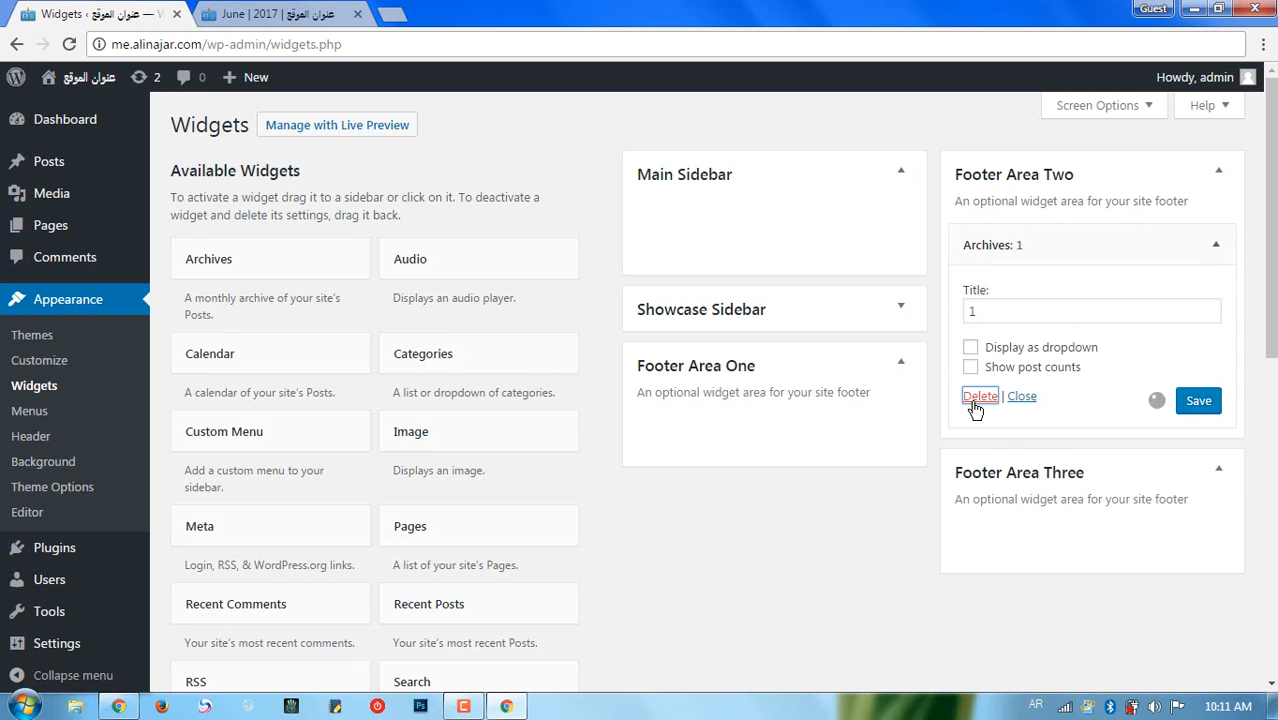 Widgets ‹ عنوان الموقع — W
June | 2017 | عنوان الموقع
Guest
me.alinajar.com/wp-admin/widgets.php
عنوان الموقع
2
0
New
Howdy, admin
Screen Options
Help
Dashboard
Posts
Media
Pages
Comments
Appearance
Themes
Customize
Widgets
Menus
Header
Background
Theme Options
Editor
Plugins
Users
Tools
Settings
Collapse menu
Widgets
Manage with Live Preview
Available Widgets
To activate a widget drag it to a sidebar or click on it. To deactivate a
widget and delete its settings, drag it back.
Archives
A monthly archive of your site's
Posts.
Audio
Displays an audio player.
Calendar
A calendar of your site's Posts.
Categories
A list or dropdown of categories.
Custom Menu
Add a custom menu to your
sidebar.
Image
Displays an image.
Meta
Login, RSS, & WordPress.org links.
Pages
A list of your site's Pages.
Recent Comments
Your site's most recent comments.
Recent Posts
Your site's most recent Posts.
RSS
Search
Main Sidebar
Showcase Sidebar
Footer Area One
An optional widget area for your site footer
Footer Area Two
An optional widget area for your site footer
Archives: 1
Title:
1
Display as dropdown
Show post counts
Delete | Close
Save
Footer Area Three
An optional widget area for your site footer
Ps
AR
10:11 AM